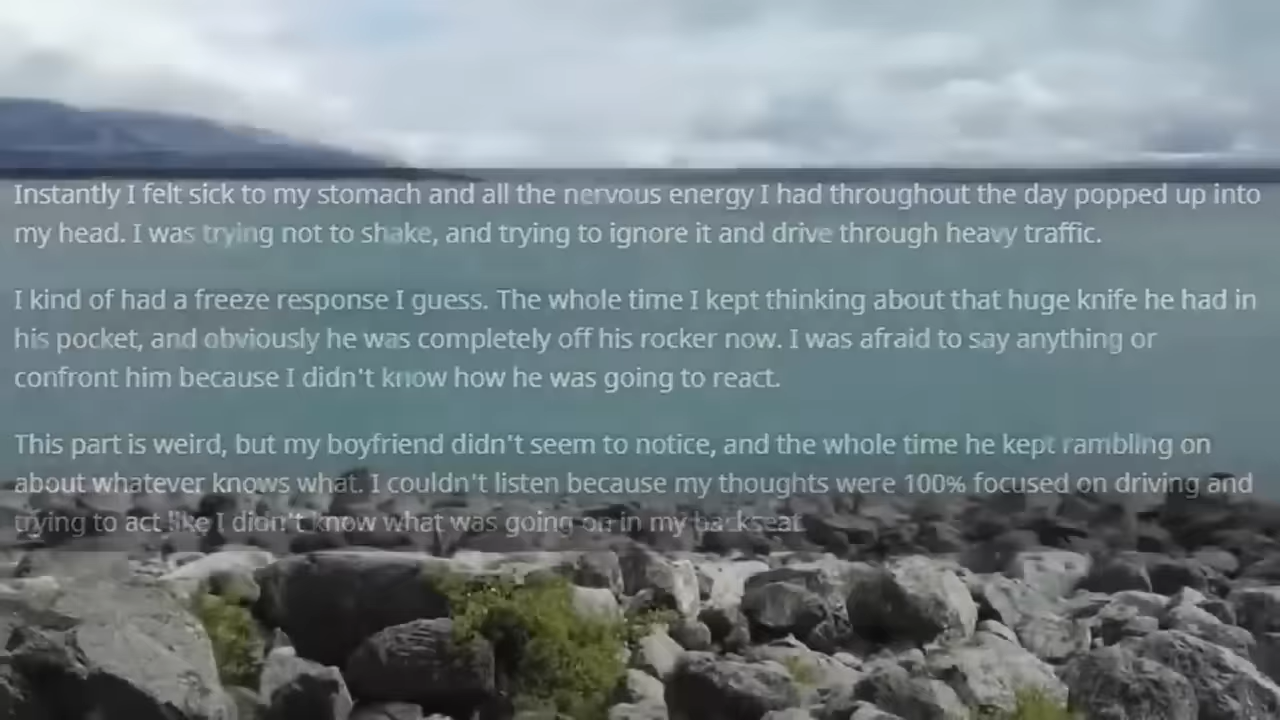 Instantly I felt sick to my stomach and all the nervous energy I had throughout the day popped up into
my head. I was trying not to shake, and trying to ignore it and drive through heavy traffic.
I kind of had a freeze response I guess. The whole time I kept thinking about that huge knife he had in
his pocket, and obviously he was completely off his rocker now. I was afraid to say anything or
confront him because I didn't know how he was going to react.
This part is weird, but my boyfriend didn't seem to notice, and the whole time he kept rambling on
about whatever knows what. I couldn't listen because my thoughts were 100% focused on driving and
trying to act like I didn't know what was going on in my backseat.